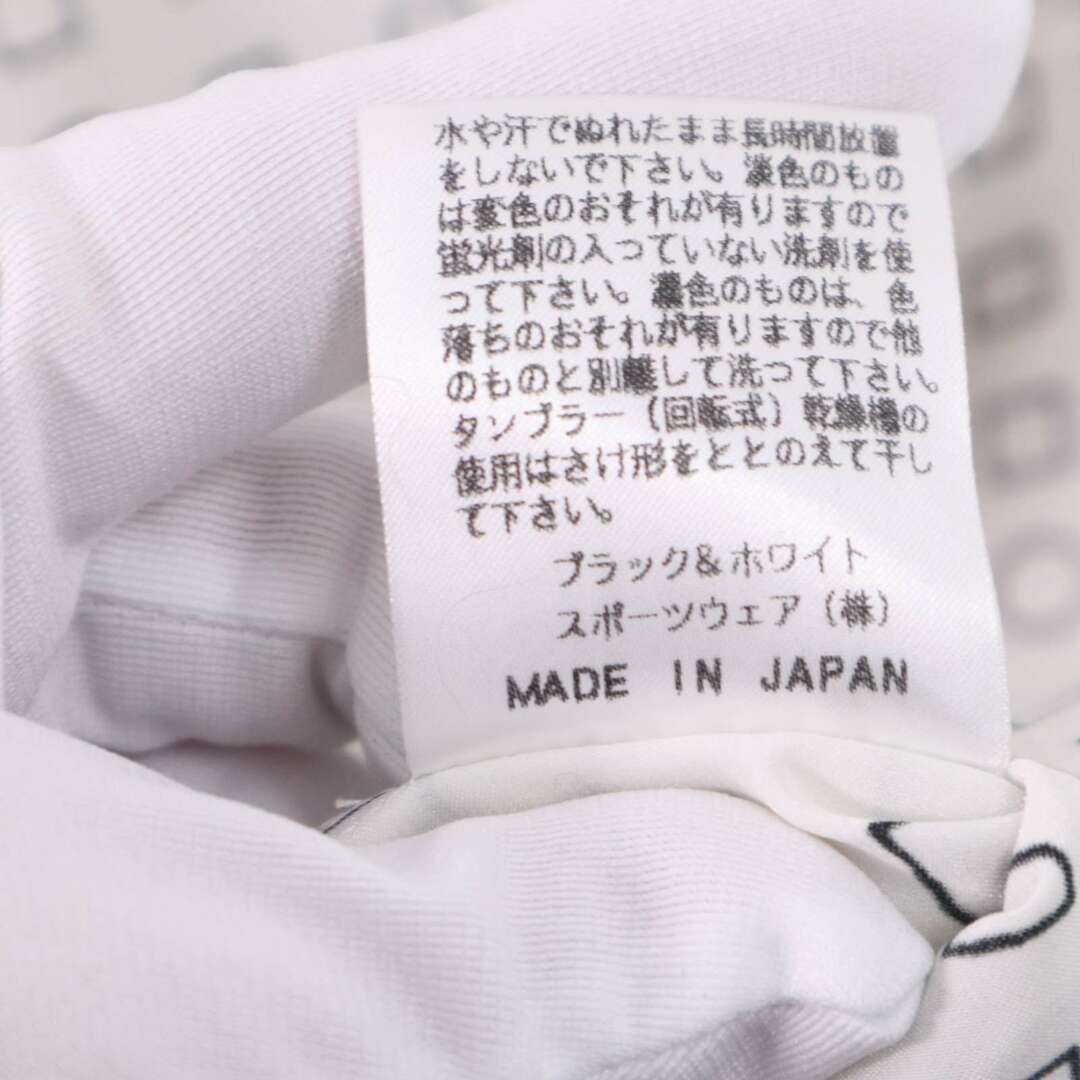 水や汗でぬれたまま長時間放置
をしないで下さい。淡色のもの
は変色のおそれが有りますので
蛍光剤の入っていない洗剤を使
って下さい。濃色のものは、色
落ちのおそれが有りますので他
のものと別離して洗って下さい。
タンブラー（回転式）乾燥機の
使用はさけ形をととのえて干し
て下さい。
ブラック&ホワイト
スポーツウェア（株）
MADE IN JAPAN